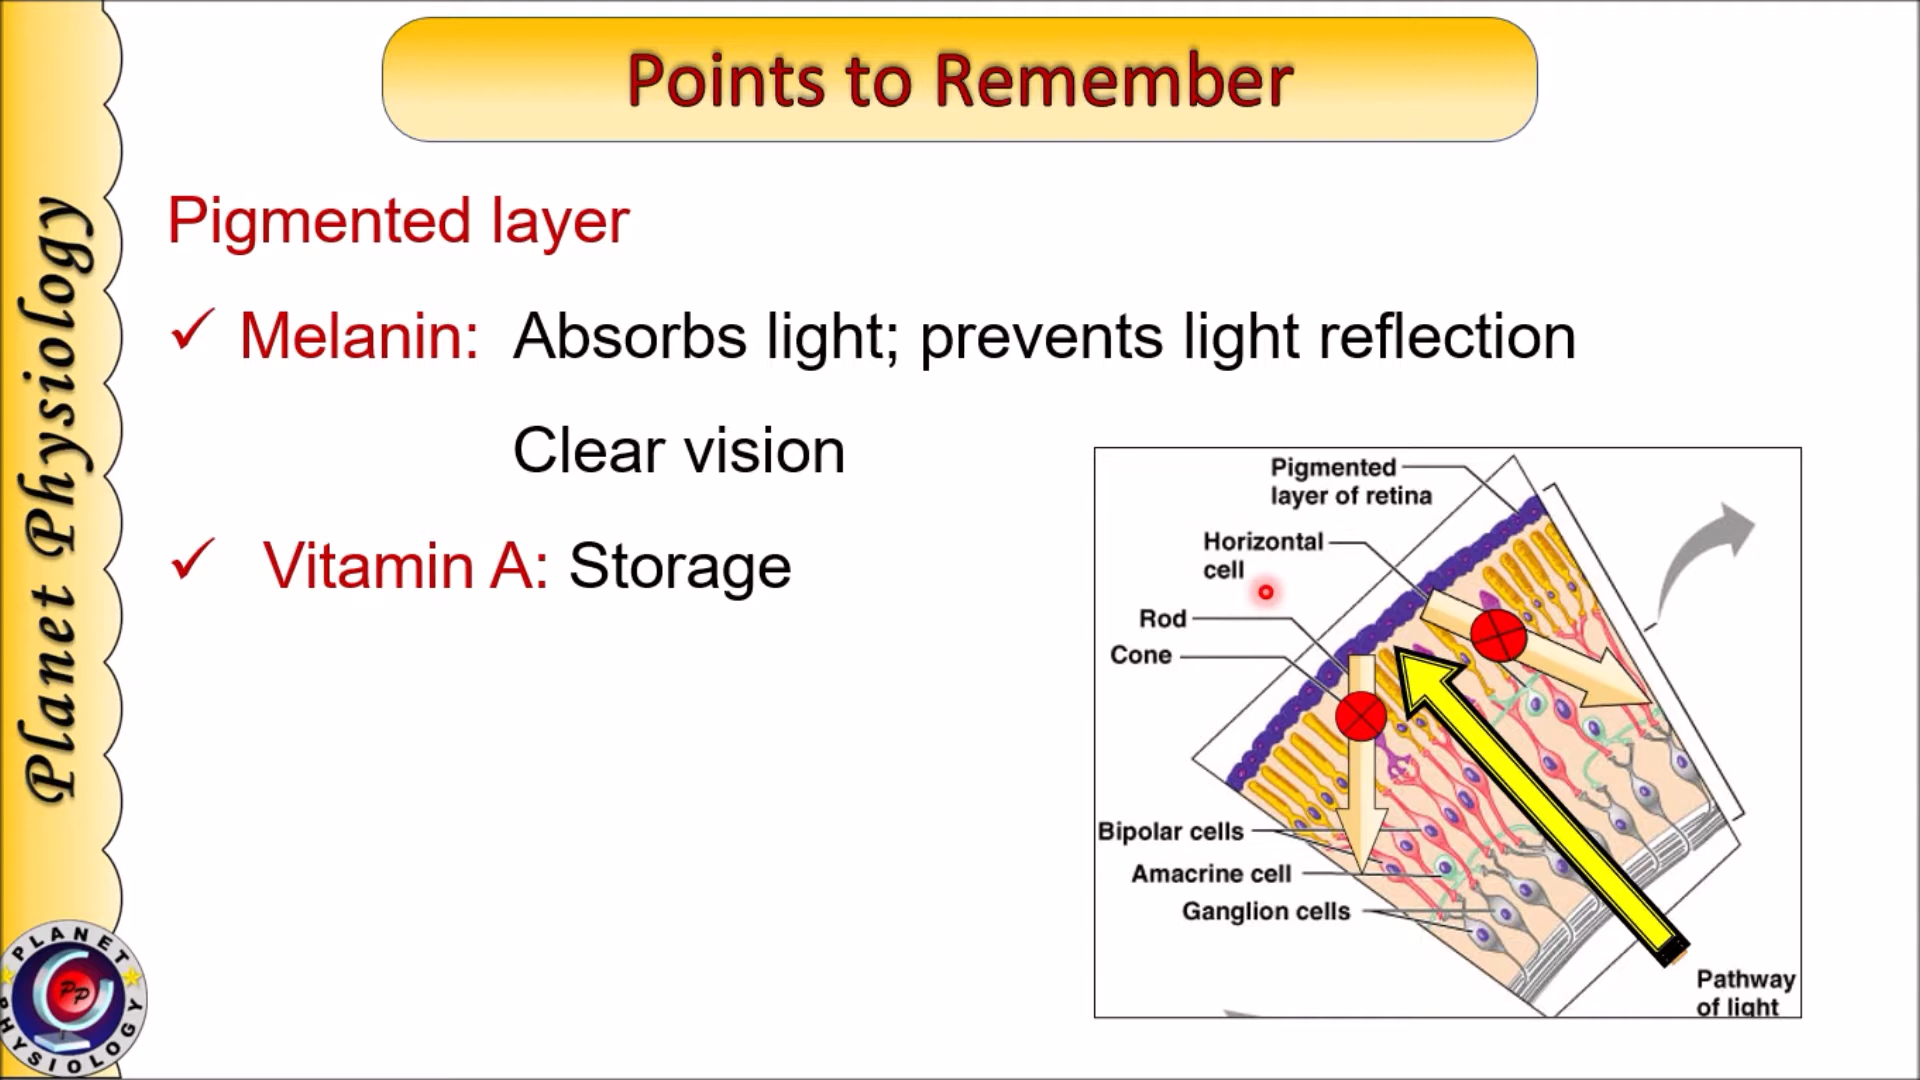 Points to Remember
Planet Physiology
Pigmented layer
✓ Melanin: Absorbs light; prevents light reflection
Clear vision
✓ Vitamin A: Storage
Pigmented
layer of retina
Horizontal
cell
Rod
Cone
Bipolar cells
Amacrine cell
Ganglion cells
Pathway
of light
PLANET
PP
PHYSIOLOGY